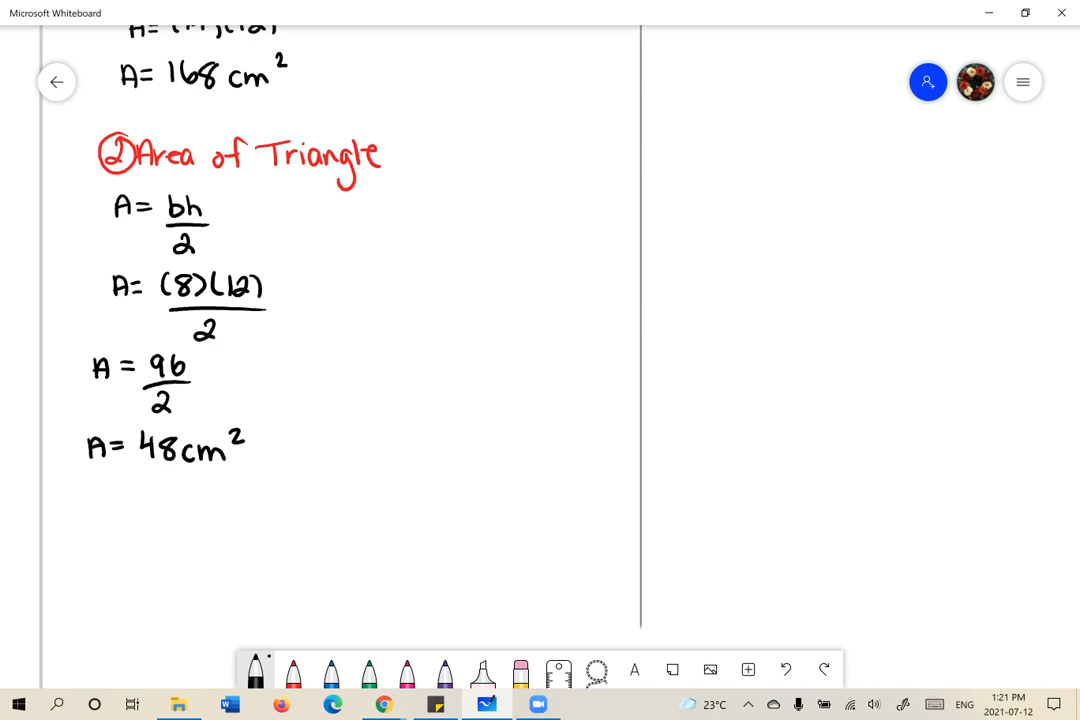 Microsoft Whiteboard
A = 168 cm²
② Area of Triangle
A = bh
2
A = (8)(12)
2
A = 96
2
A = 48cm²
A
23°C
ENG
1:21 PM
2021-07-12